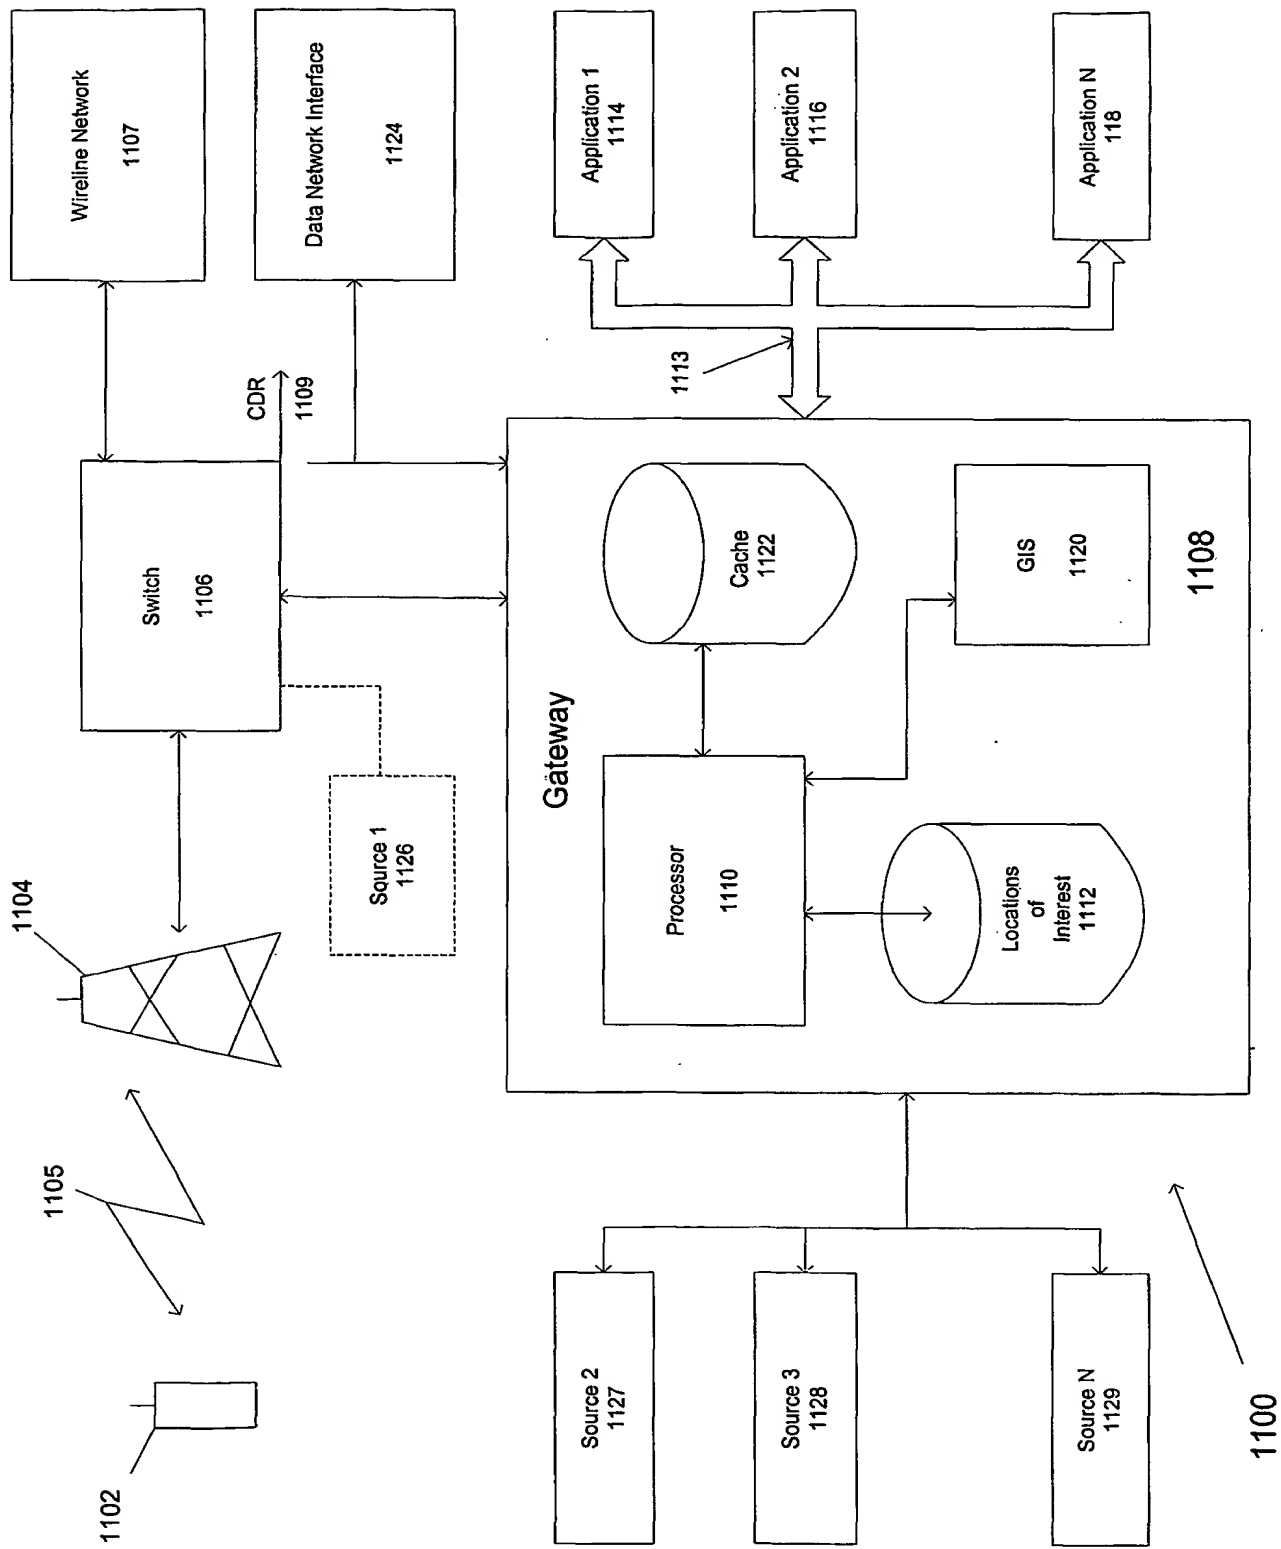 1102
1105
1104
Switch
1106
Wireline Network
1107
CDR
1109
Data Network Interface
1124
Source 1
1126
Source 2
1127
Source 3
1128
Source N
1129
Gateway
Processor
1110
Cache
1122
Locations
of
Interest
1112
GIS
1120
1108
1113
Application 1
1114
Application 2
1116
Application N
118
1100